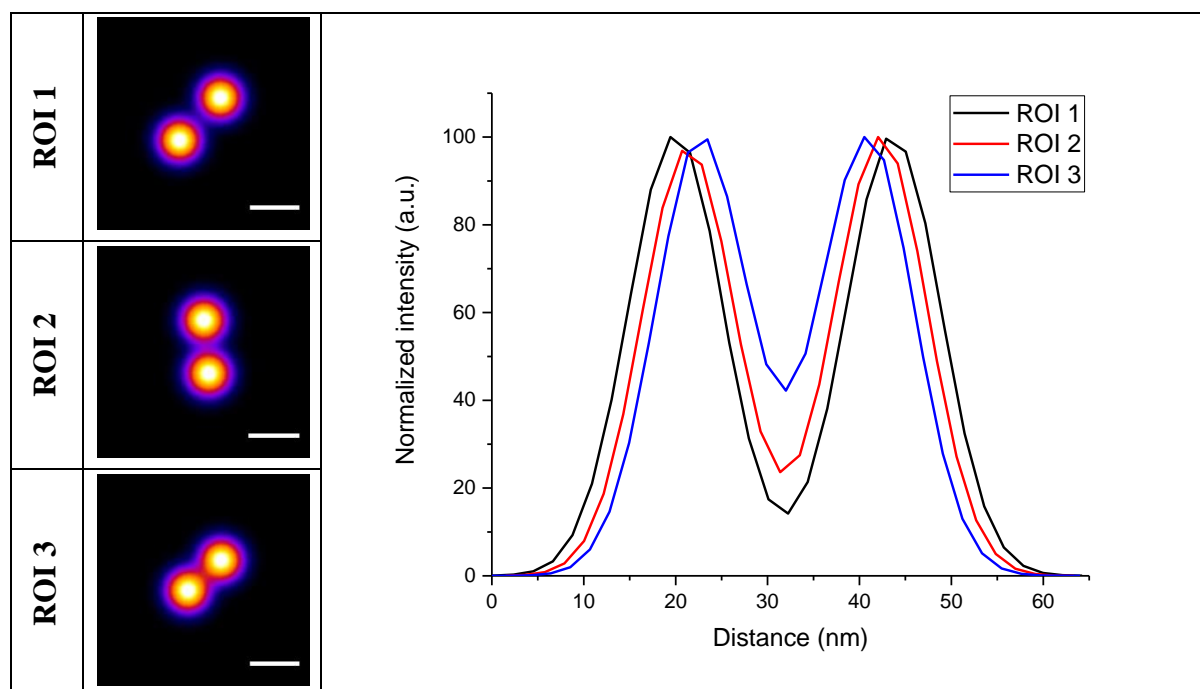 ROI 1
ROI 2
ROI 3
Normalized intensity (a.u.)
100
80
60
40
20
0
0 10 20 30 40 50 60
Distance (nm)
ROI 1
ROI 2
ROI 3